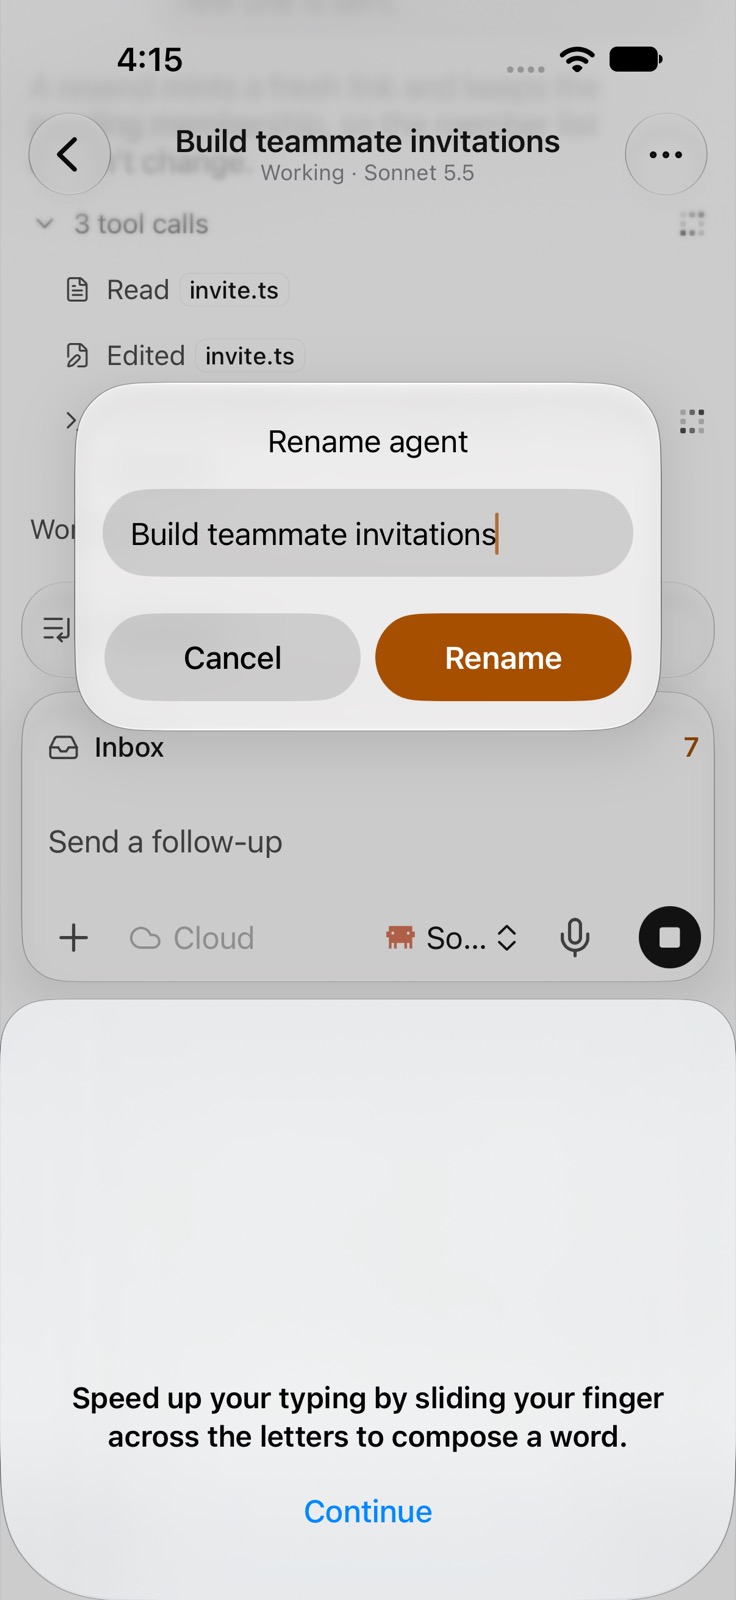 4:15
Build teammate invitations
't change.
Working · Sonnet 5.5
3 tool calls
Read invite.ts
Edited invite.ts
Rename agent
Build teammate invitations
Cancel
Rename
Inbox
7
Send a follow-up
Cloud
So...
Speed up your typing by sliding your finger
across the letters to compose a word.
Continue